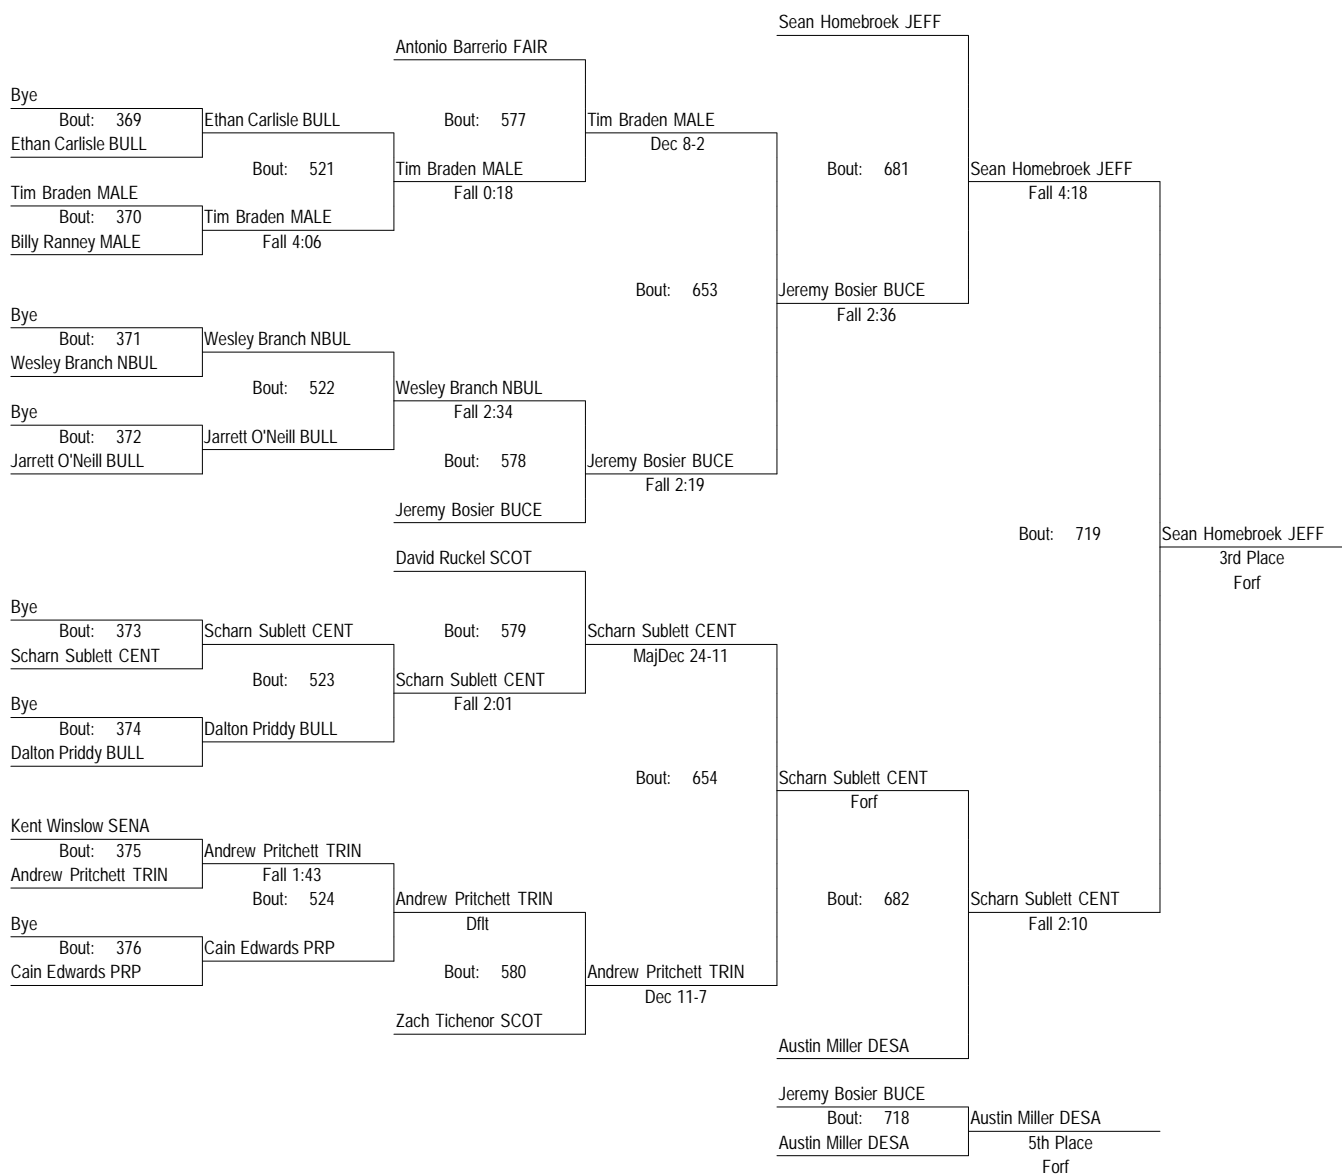 Sean Homebroek JEFF
Antonio Barrerio FAIR
Bye
Bout: 369
Ethan Carlisle BULL
Ethan Carlisle BULL
Bout: 577
Tim Braden MALE
Dec 8-2
Bout: 521
Tim Braden MALE
Fall 0:18
Bout: 681
Sean Homebroek JEFF
Fall 4:18
Tim Braden MALE
Bout: 370
Billy Ranney MALE
Tim Braden MALE
Fall 4:06
Bout: 653
Jeremy Bosier BUCE
Fall 2:36
Bye
Bout: 371
Wesley Branch NBUL
Wesley Branch NBUL
Bout: 522
Wesley Branch NBUL
Fall 2:34
Bye
Bout: 372
Jarrett O'Neill BULL
Jarrett O'Neill BULL
Bout: 578
Jeremy Bosier BUCE
Fall 2:19
Jeremy Bosier BUCE
Bout: 719
Sean Homebroek JEFF
3rd Place
Forf
David Ruckel SCOT
Bye
Bout: 373
Scharn Sublett CENT
Scharn Sublett CENT
Bout: 579
Scharn Sublett CENT
MajDec 24-11
Bout: 523
Scharn Sublett CENT
Fall 2:01
Bye
Bout: 374
Dalton Priddy BULL
Dalton Priddy BULL
Bout: 654
Scharn Sublett CENT
Forf
Kent Winslow SENA
Bout: 375
Andrew Pritchett TRIN
Andrew Pritchett TRIN
Fall 1:43
Bout: 524
Andrew Pritchett TRIN
Dflt
Bout: 682
Scharn Sublett CENT
Fall 2:10
Bye
Bout: 376
Cain Edwards PRP
Cain Edwards PRP
Bout: 580
Andrew Pritchett TRIN
Dec 11-7
Zach Tichenor SCOT
Austin Miller DESA
Jeremy Bosier BUCE
Bout: 718
Austin Miller DESA
Austin Miller DESA
5th Place
Forf